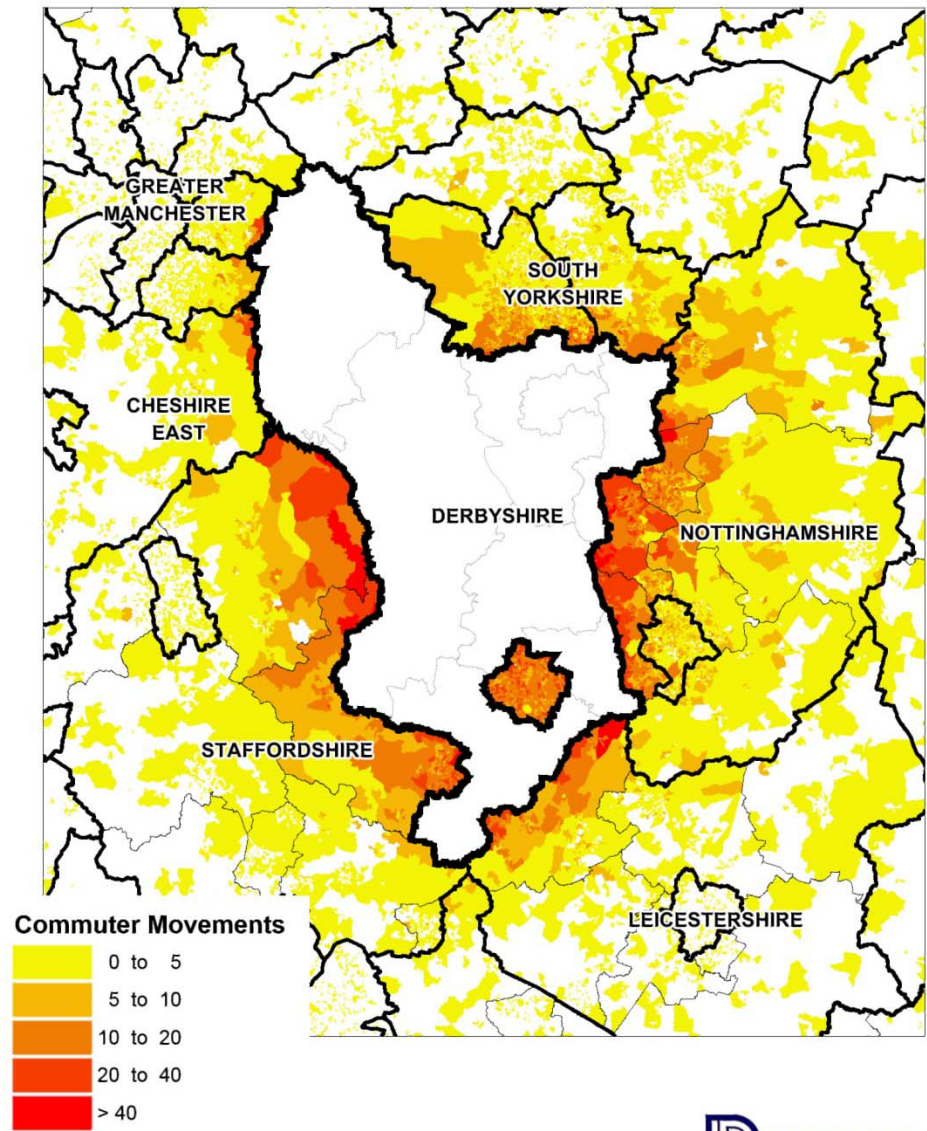 GREATER
MANCHESTER
SOUTH
YORKSHIRE
CHESHIRE
EAST
DERBYSHIRE
NOTTINGHAMSHIRE
STAFFORDSHIRE
LEICESTERSHIRE
Commuter Movements
0 to 5
5 to 10
10 to 20
20 to 40
> 40